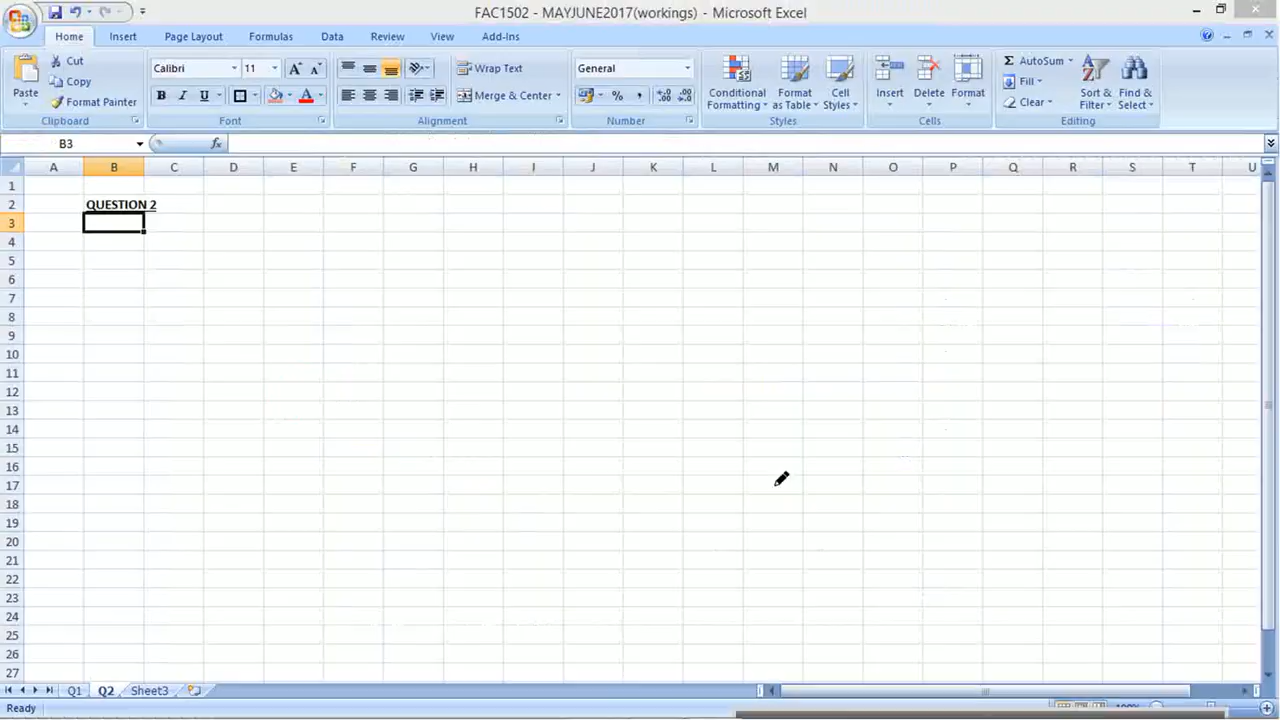 FAC1502 - MAYJUNE2017(workings) - Microsoft Excel
Home Insert Page Layout Formulas Data Review View Add-Ins
Paste
Cut
Copy
Format Painter
Clipboard
Calibri 11
B I U A
Font
Wrap Text
Merge & Center
Alignment
General
% ,
Number
Conditional Formatting
Format as Table
Cell Styles
Styles
Insert Delete Format
Cells
Σ AutoSum
Fill
Clear
Sort & Filter
Find & Select
Editing
B3 fx
A B C D E F G H I J K L M N O P Q R S T U
1
2 QUESTION 2
3
4
5
6
7
8
9
10
11
12
13
14
15
16
17
18
19
20
21
22
23
24
25
26
27
Q1 Q2 Sheet3
Ready